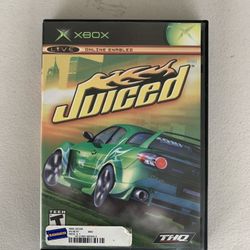 XBOX
LIVE ONLINE ENABLED
Juiced
TEEN
T
THQ